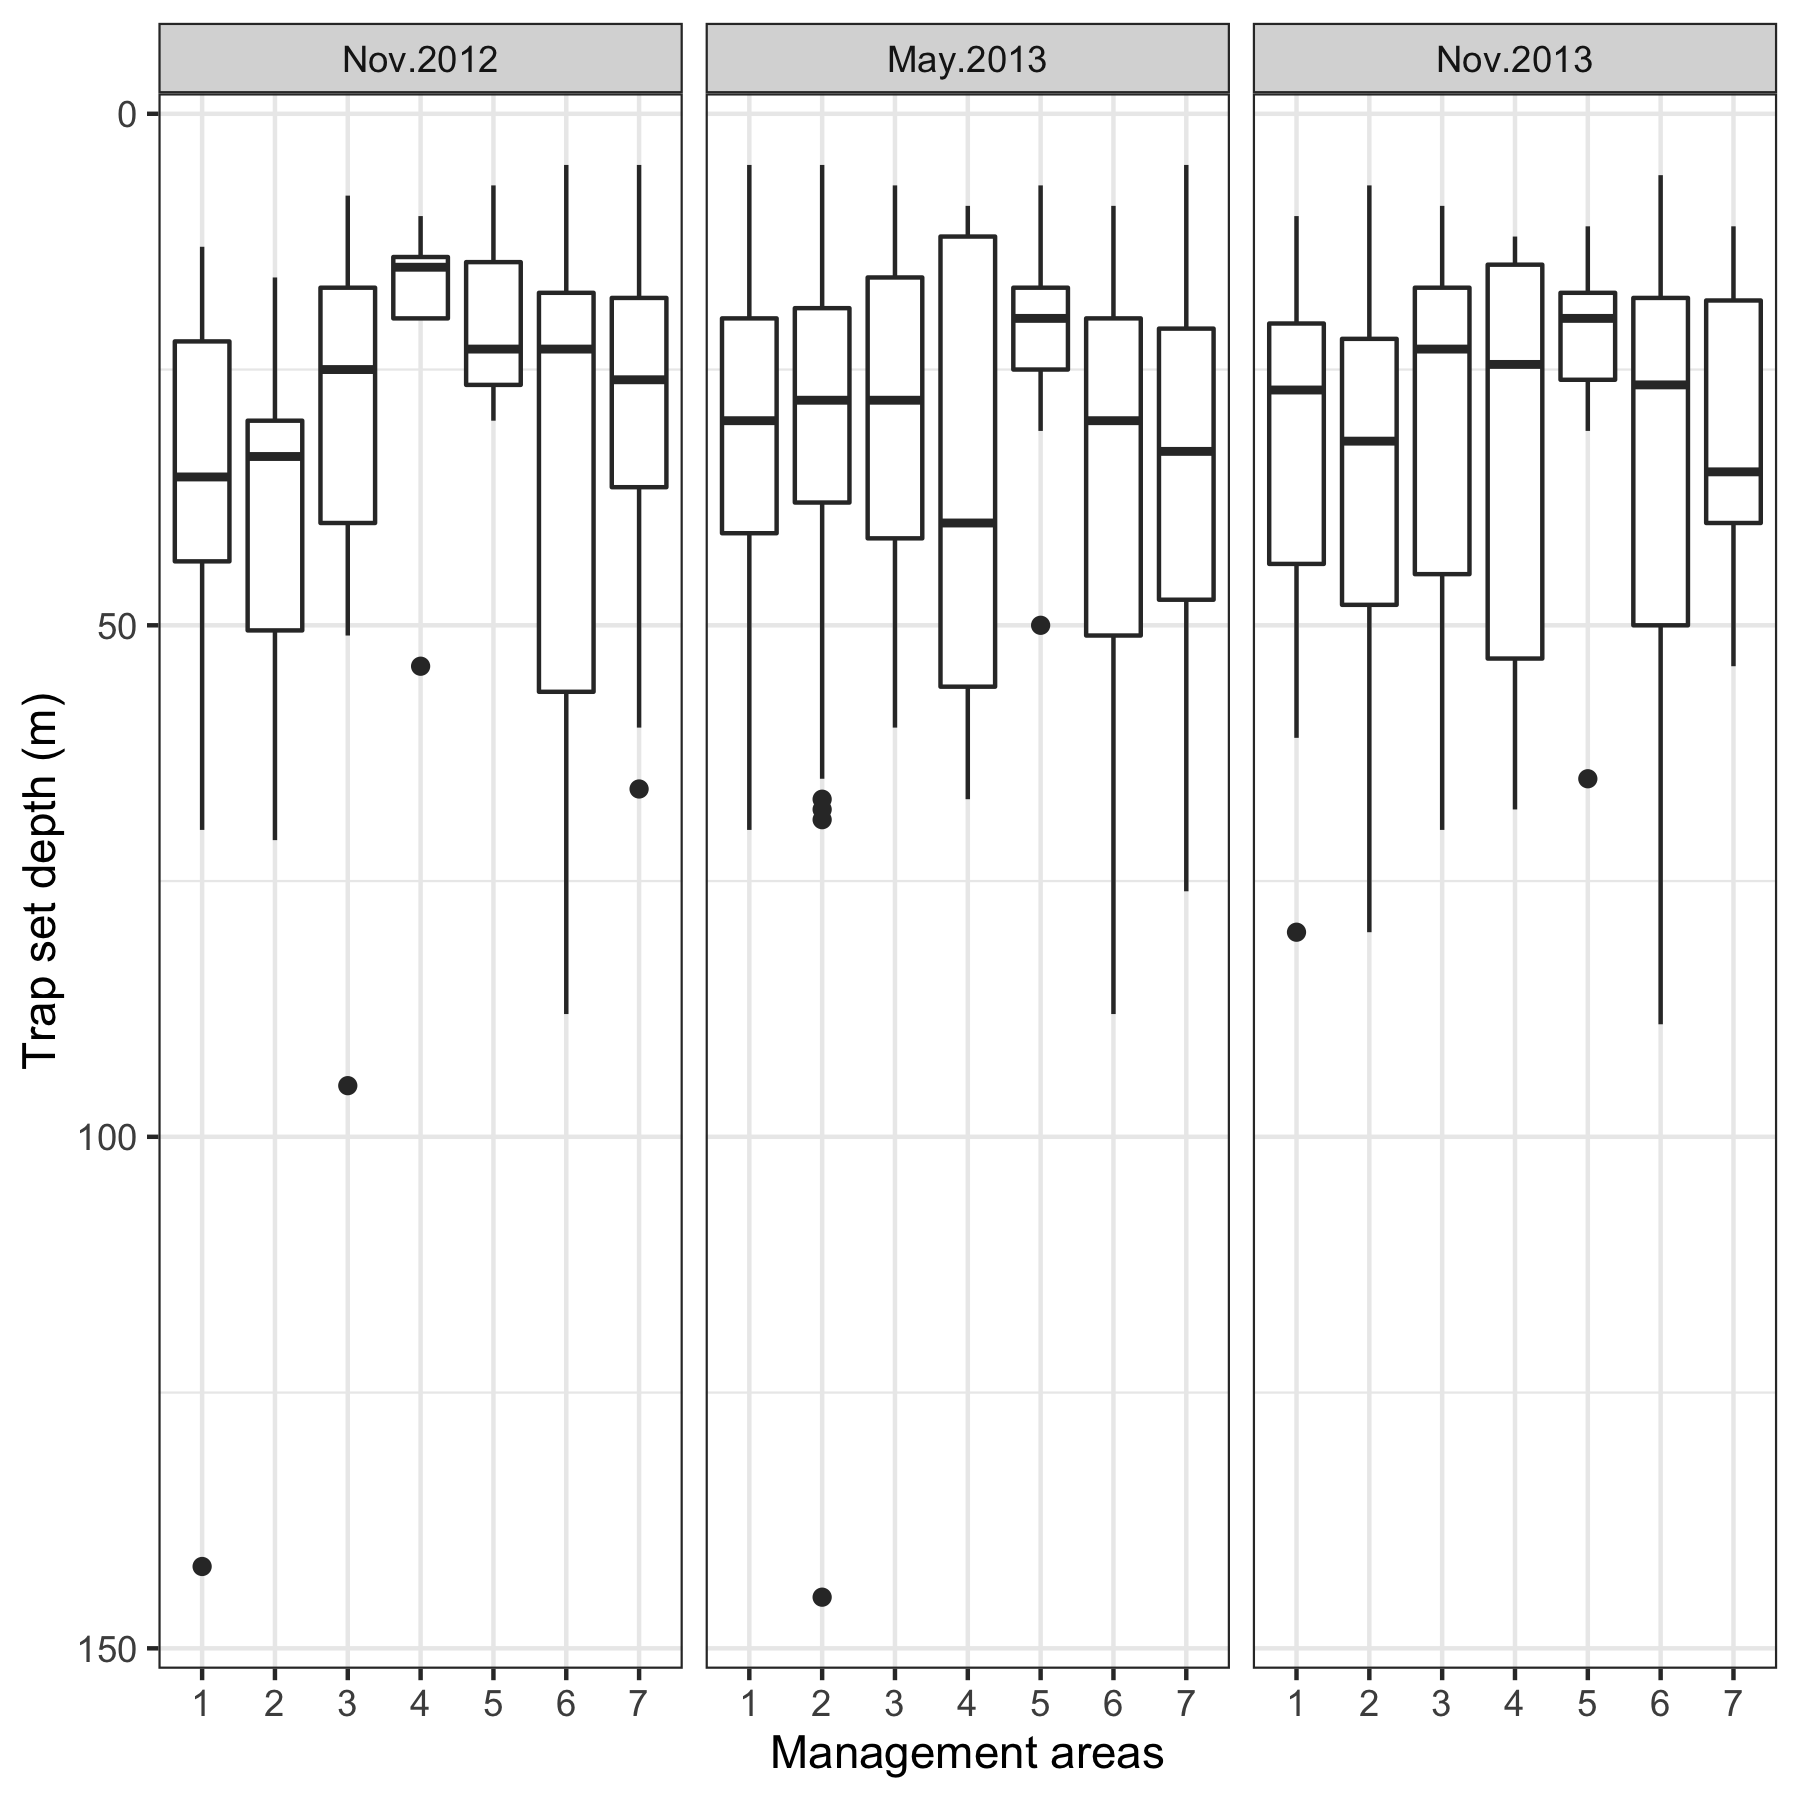 Nov.2012 May.2013 Nov.2013
0
50
100
150
Trap set depth (m)
1 2 3 4 5 6 7 1 2 3 4 5 6 7 1 2 3 4 5 6 7
Management areas